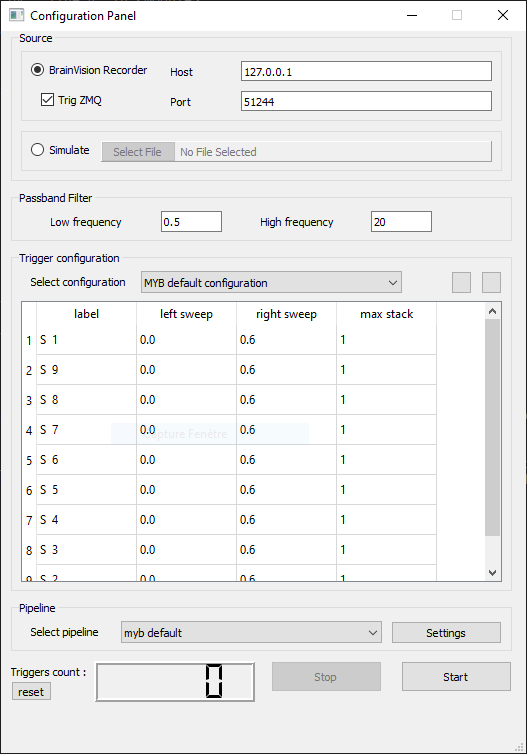 Configuration Panel
Source
BrainVision Recorder Host 127.0.0.1
Trig ZMQ Port 51244
Simulate Select File No File Selected
Passband Filter
Low frequency 0.5 High frequency 20
Trigger configuration
Select configuration MYB default configuration
label left sweep right sweep max stack
1 S 1 0.0 0.6 1
2 S 9 0.0 0.6 1
3 S 8 0.0 0.6 1
4 S 7 0.0 0.6 1
Capture Fenêtre
5 S 6 0.0 0.6 1
6 S 5 0.0 0.6 1
7 S 4 0.0 0.6 1
8 S 3 0.0 0.6 1
9 S 2 0.0 0.6 1
Pipeline
Select pipeline myb default Settings
Triggers count : 0 Stop Start
reset